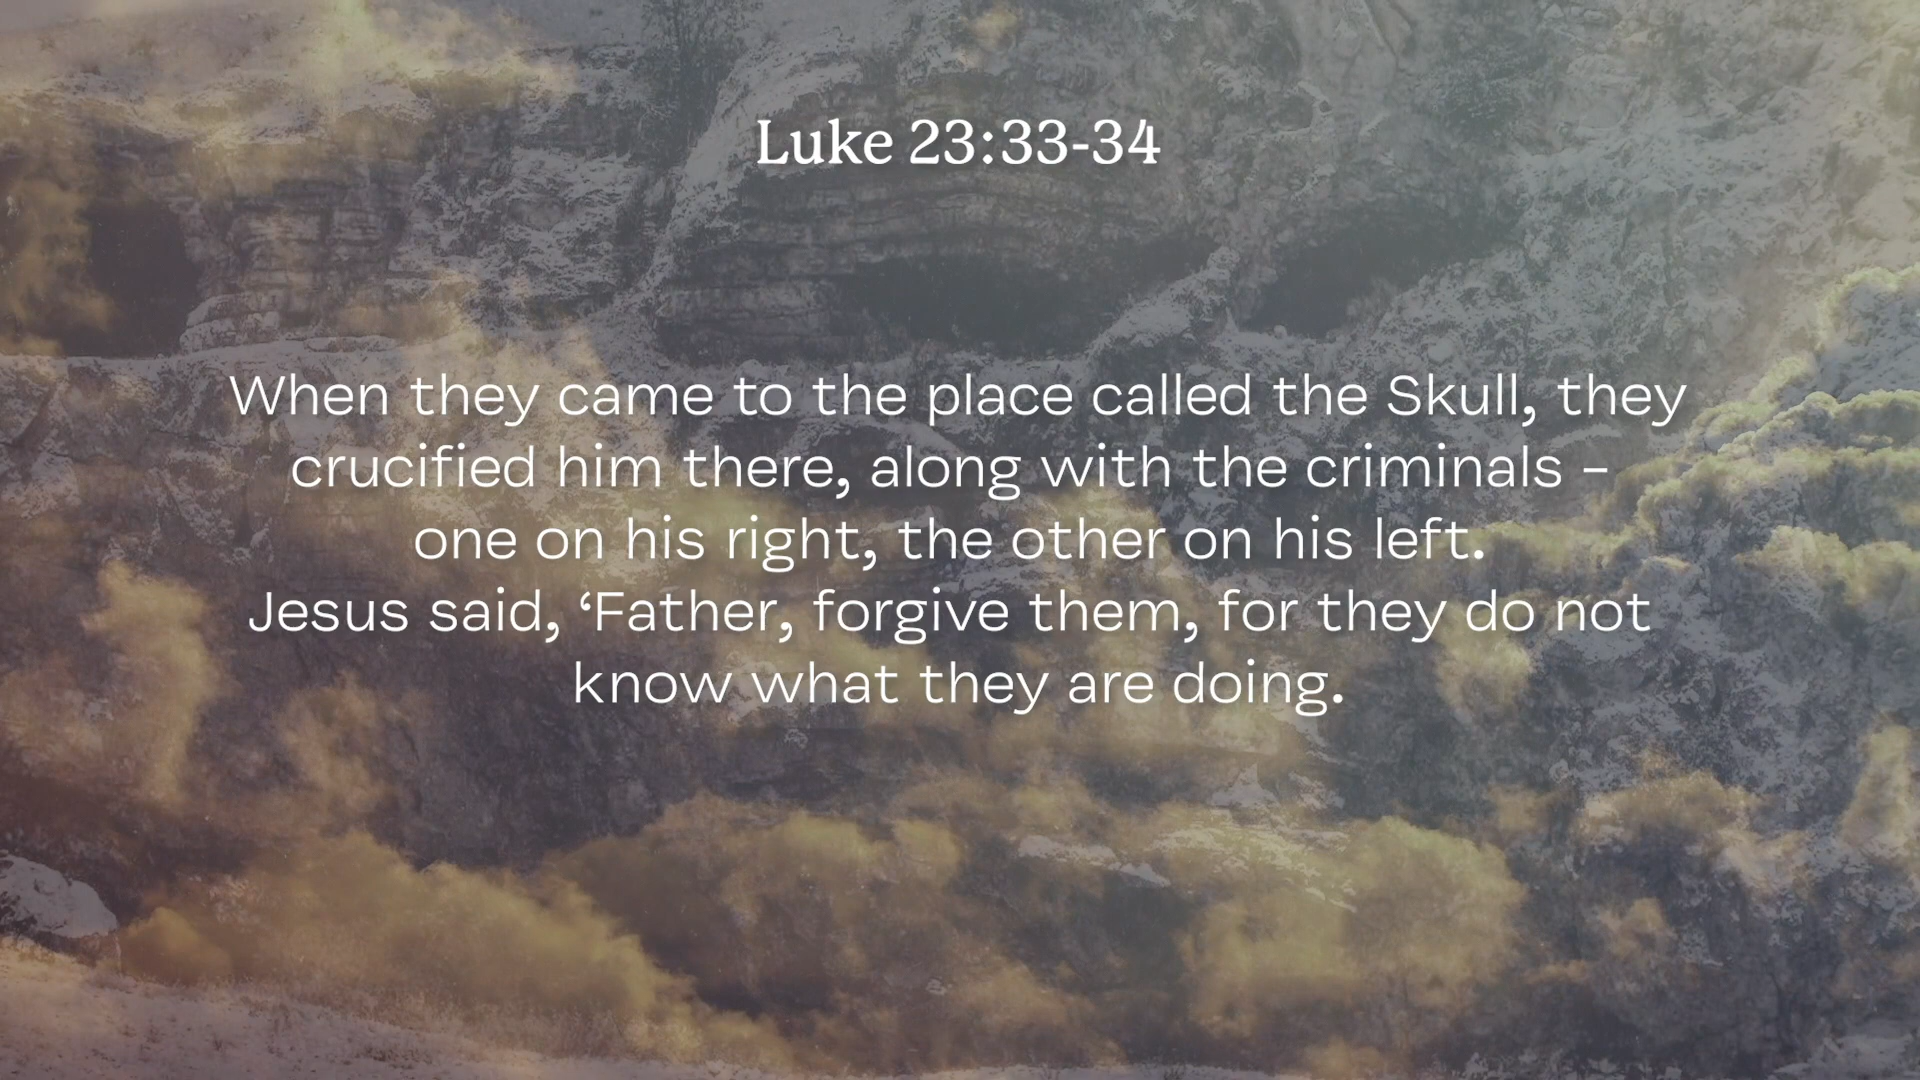 Luke 23:33-34
When they came to the place called the Skull, they
crucified him there, along with the criminals –
one on his right, the other on his left.
Jesus said, ‘Father, forgive them, for they do not
know what they are doing.